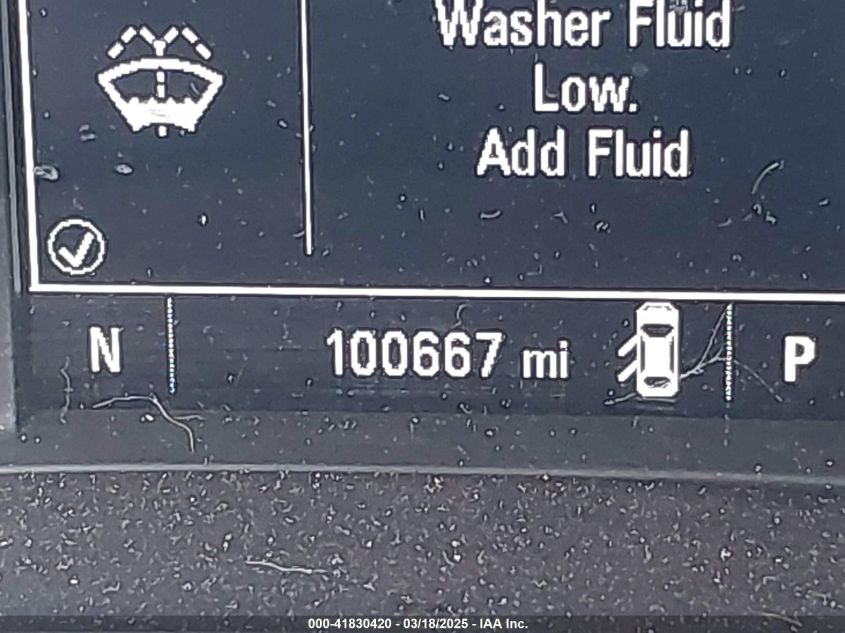 Washer Fluid
Low.
Add Fluid
N
100667 mi
P
000-41830420 - 03/18/2025 - IAA Inc.